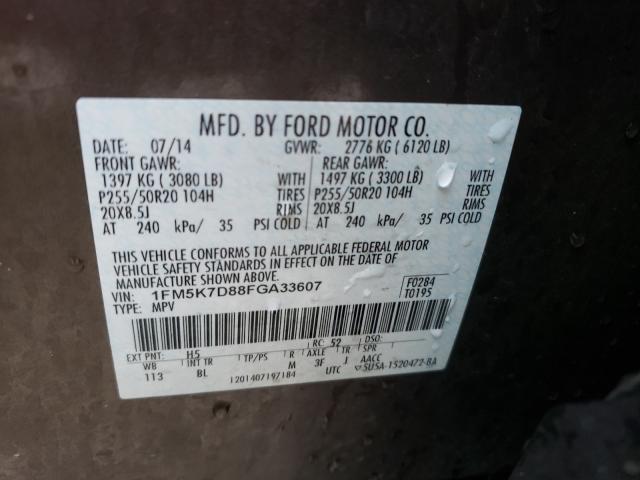 MFD. BY FORD MOTOR CO.
DATE: 07/14 GVWR: 2776 KG ( 6120 LB)
FRONT GAWR: REAR GAWR:
1397 KG ( 3080 LB) WITH 1497 KG ( 3300 LB) WITH
P255/50R20 104H TIRES P255/50R20 104H TIRES
20X8.5J RIMS 20X8.5J RIMS
AT 240 kPa/ 35 PSI COLD AT 240 kPa/ 35 PSI COLD
THIS VEHICLE CONFORMS TO ALL APPLICABLE FEDERAL MOTOR
VEHICLE SAFETY STANDARDS IN EFFECT ON THE DATE OF
MANUFACTURE SHOWN ABOVE.
VIN: 1FM5K7D88FGA33607 F0284
TYPE: MPV T0195
EXT PNT: H5 RC: 52 DSO:
WB INT TR TP/PS R AXLE TR SPR
113 BL M 3F J AACC
1201407197184 UTC 5USA-1520472-BA